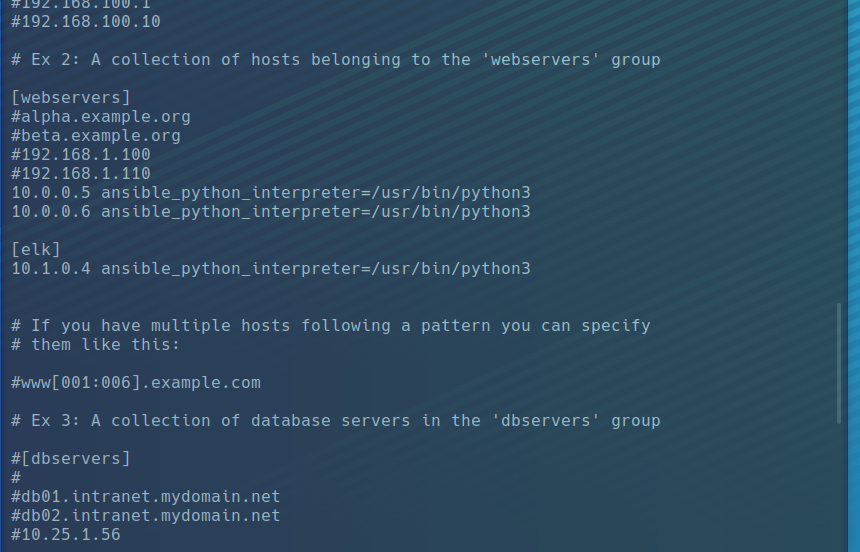 #192.168.100.1
#192.168.100.10
# Ex 2: A collection of hosts belonging to the 'webservers' group
[webservers]
#alpha.example.org
#beta.example.org
#192.168.1.100
#192.168.1.110
10.0.0.5 ansible_python_interpreter=/usr/bin/python3
10.0.0.6 ansible_python_interpreter=/usr/bin/python3
[elk]
10.1.0.4 ansible_python_interpreter=/usr/bin/python3
# If you have multiple hosts following a pattern you can specify
# them like this:
#www[001:006].example.com
# Ex 3: A collection of database servers in the 'dbservers' group
#[dbservers]
#
#db01.intranet.mydomain.net
#db02.intranet.mydomain.net
#10.25.1.56